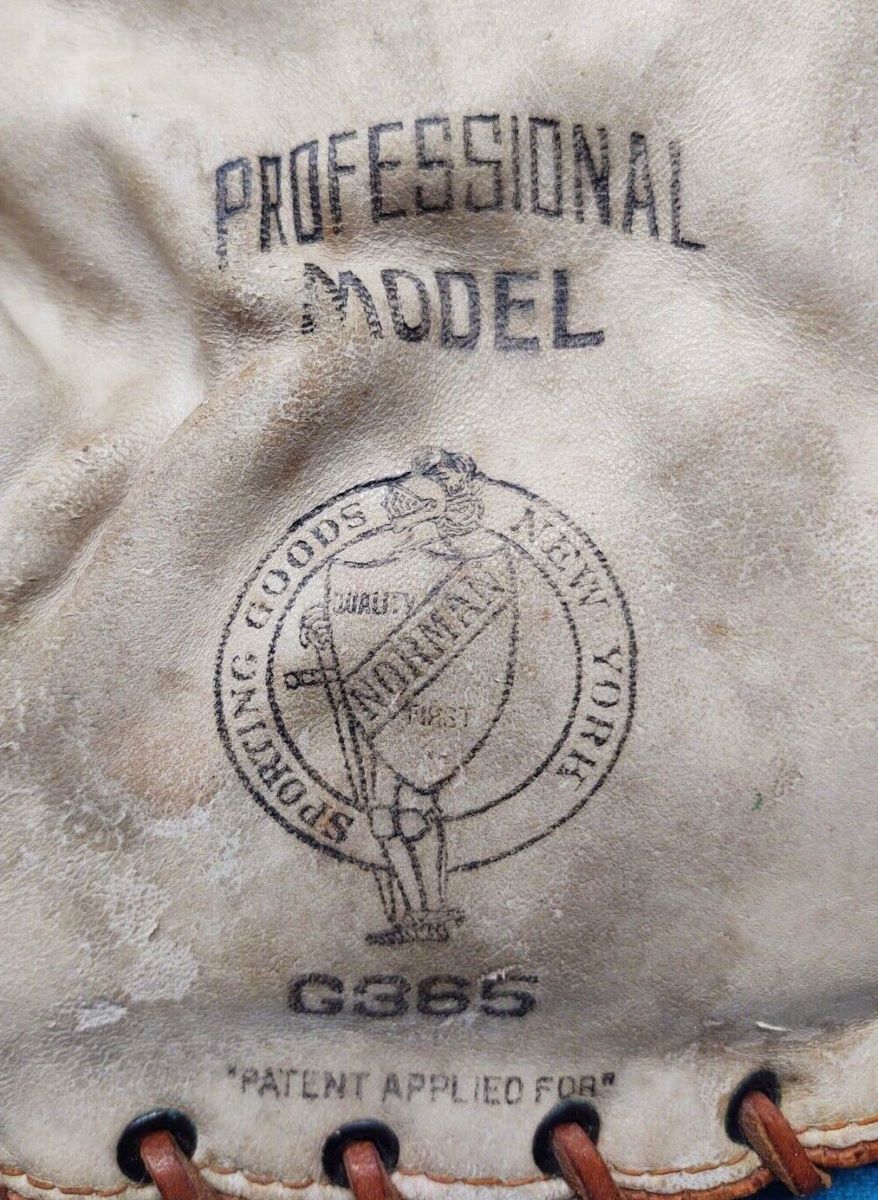 PROFESSIONAL
MODEL
SPORTING GOODS NEW YORK
QUALITY
NORMAN
FIRST
G365
"PATENT APPLIED FOR"